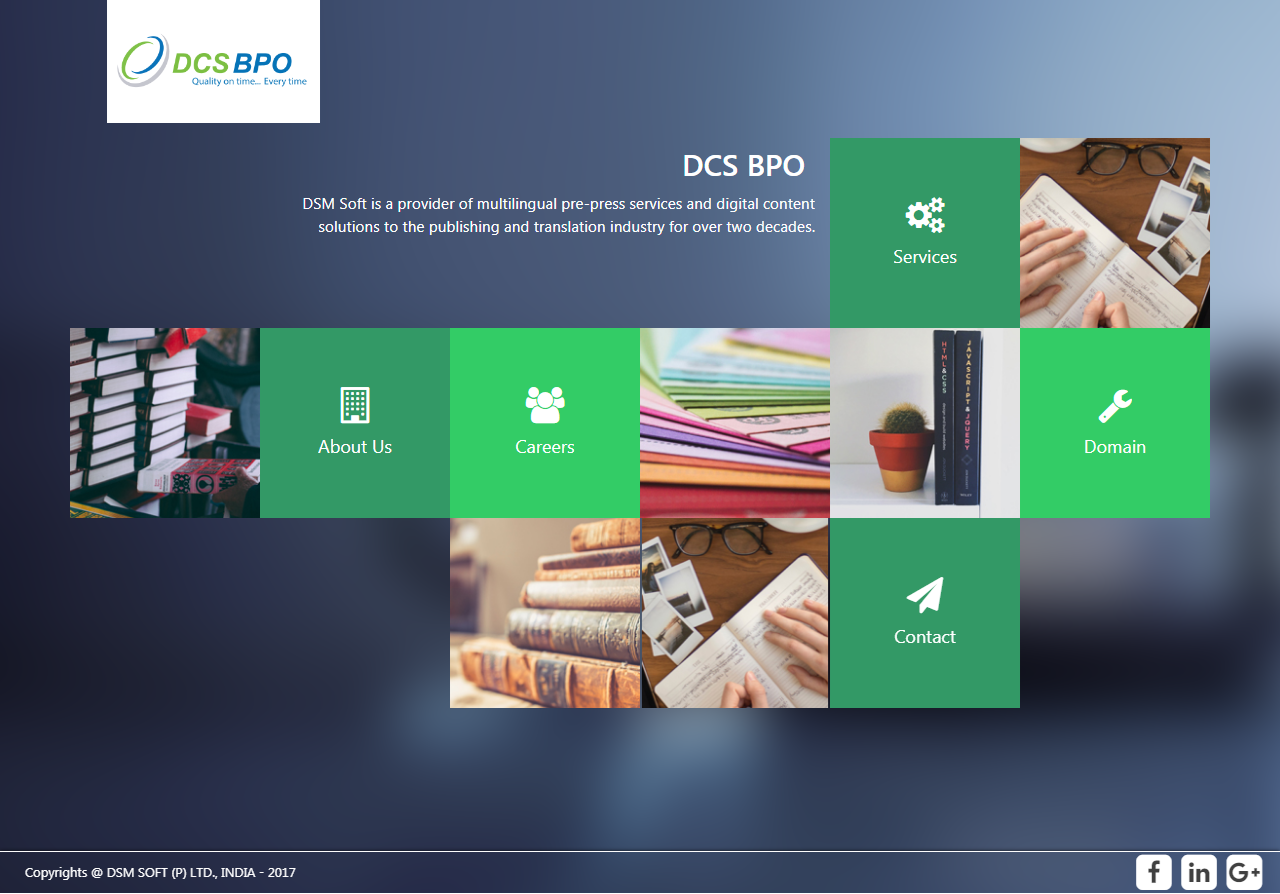 DCS BPO
Quality on time... Every time
DCS BPO
DSM Soft is a provider of multilingual pre-press services and digital content
solutions to the publishing and translation industry for over two decades.
Services
About Us
Careers
HTML & CSS
JAVASCRIPT & JQUERY
Domain
Contact
Copyrights @ DSM SOFT (P) LTD., INDIA - 2017
f
in
G+